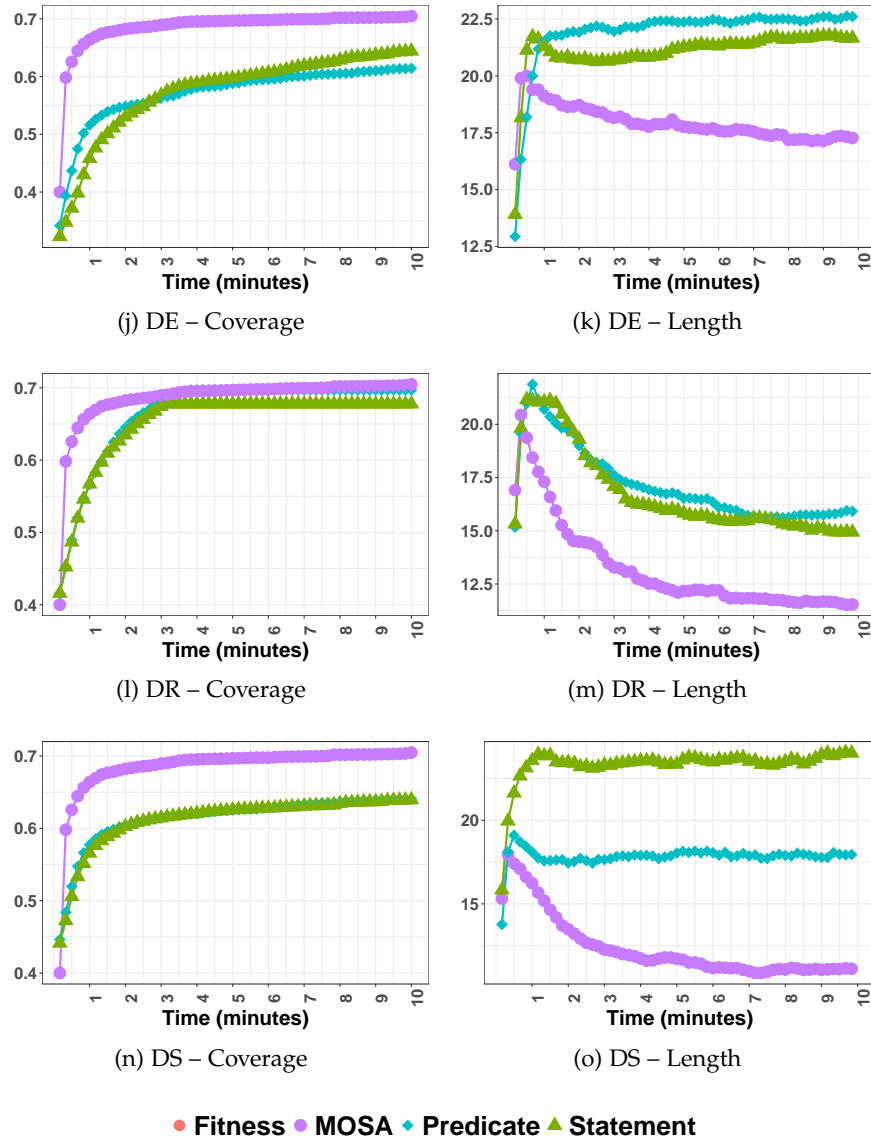 0.7
0.6
0.5
0.4
1 2 3 4 5 6 7 8 9 10
Time (minutes)
(j) DE – Coverage
22.5
20.0
17.5
15.0
12.5
1 2 3 4 5 6 7 8 9 10
Time (minutes)
(k) DE – Length
0.7
0.6
0.5
0.4
1 2 3 4 5 6 7 8 9 10
Time (minutes)
(l) DR – Coverage
20.0
17.5
15.0
12.5
1 2 3 4 5 6 7 8 9 10
Time (minutes)
(m) DR – Length
0.7
0.6
0.5
0.4
1 2 3 4 5 6 7 8 9 10
Time (minutes)
(n) DS – Coverage
20
15
1 2 3 4 5 6 7 8 9 10
Time (minutes)
(o) DS – Length
Fitness MOSA Predicate Statement